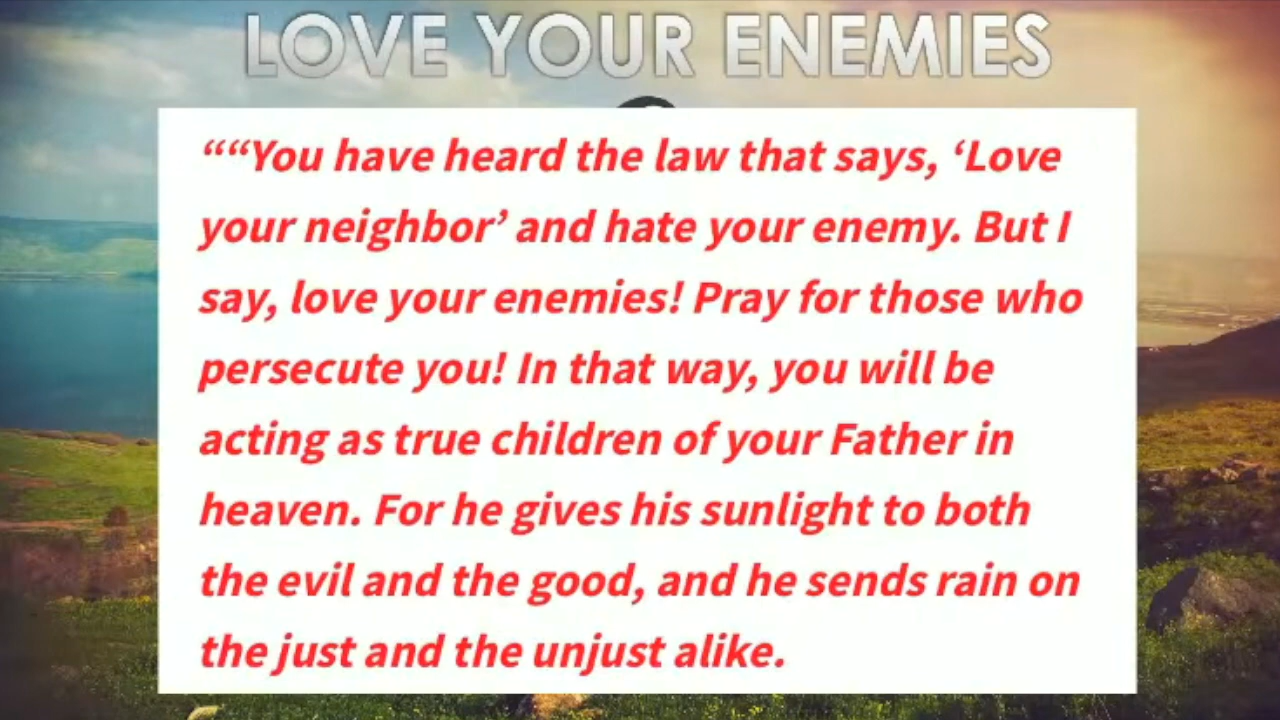 LOVE YOUR ENEMIES
““You have heard the law that says, ‘Love
your neighbor’ and hate your enemy. But I
say, love your enemies! Pray for those who
persecute you! In that way, you will be
acting as true children of your Father in
heaven. For he gives his sunlight to both
the evil and the good, and he sends rain on
the just and the unjust alike.